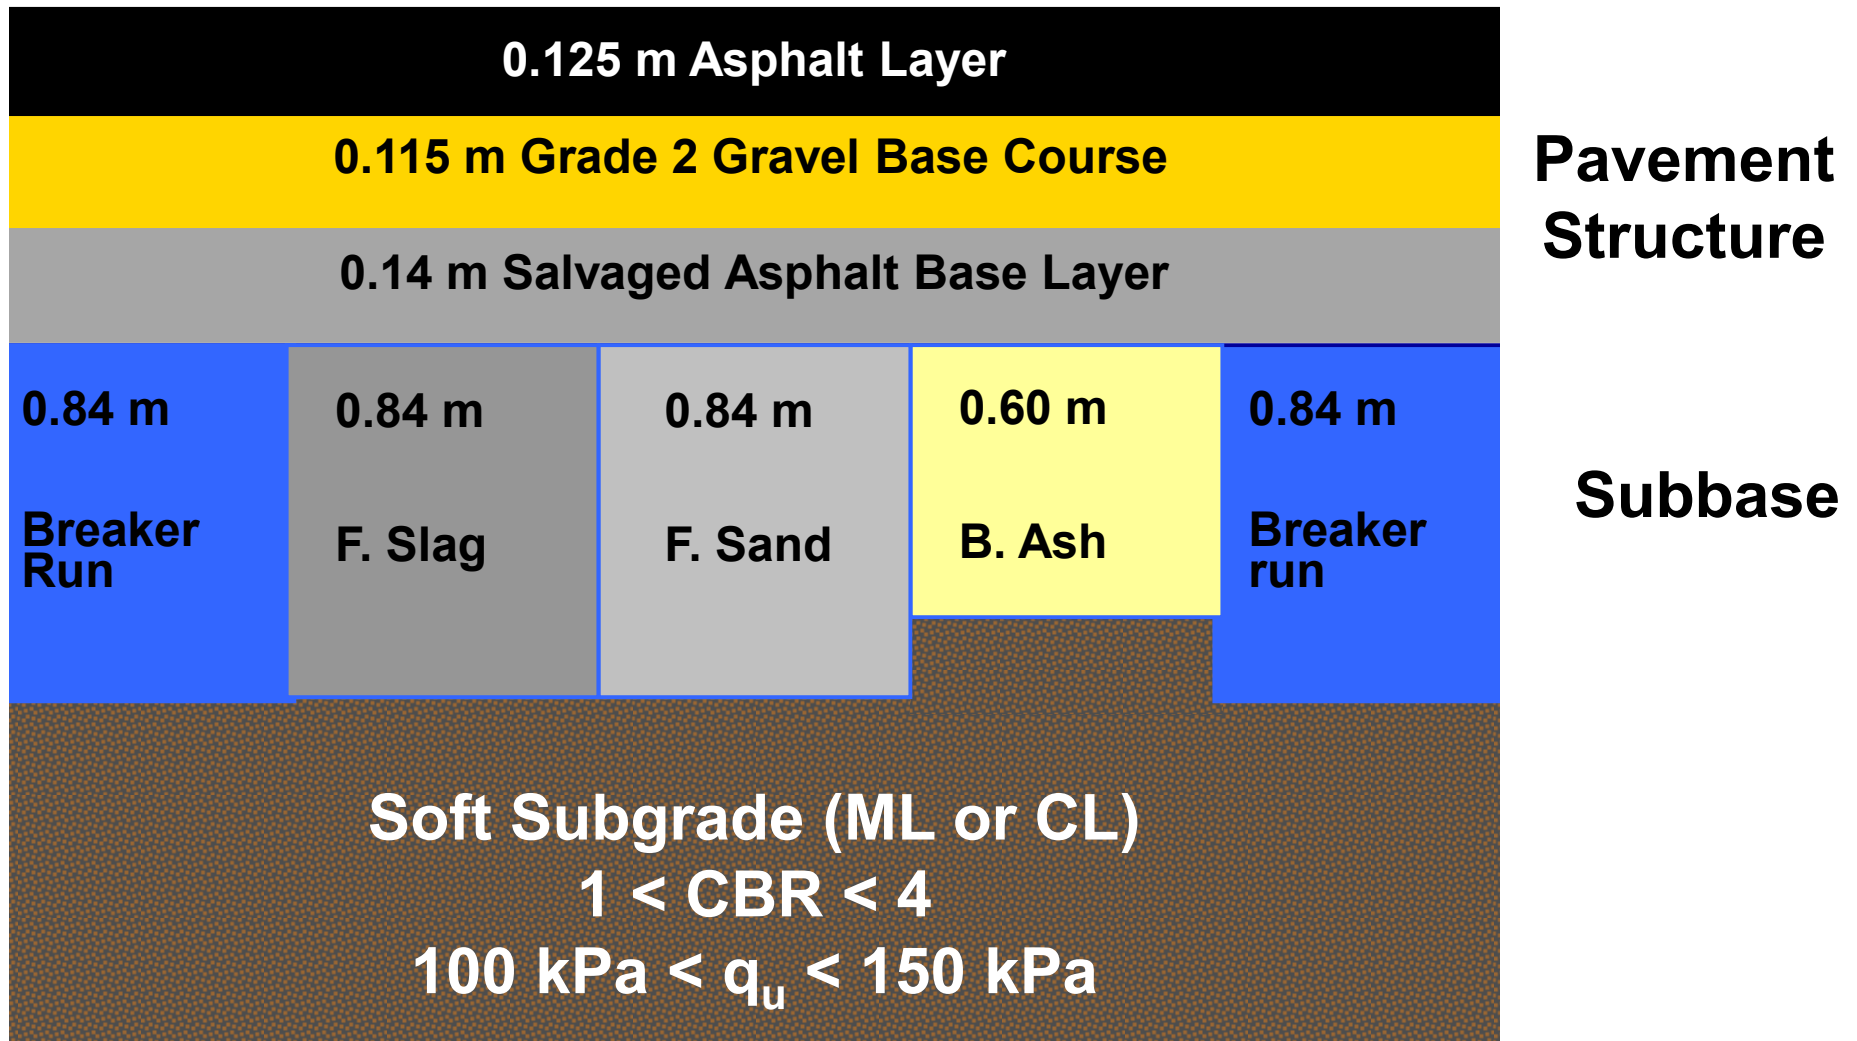 0.125 m Asphalt Layer
0.115 m Grade 2 Gravel Base Course
0.14 m Salvaged Asphalt Base Layer
Pavement
Structure
0.84 m
Breaker
Run
0.84 m
F. Slag
0.84 m
F. Sand
0.60 m
B. Ash
0.84 m
Breaker
run
Subbase
Soft Subgrade (ML or CL)
1 < CBR < 4
100 kPa < qu < 150 kPa